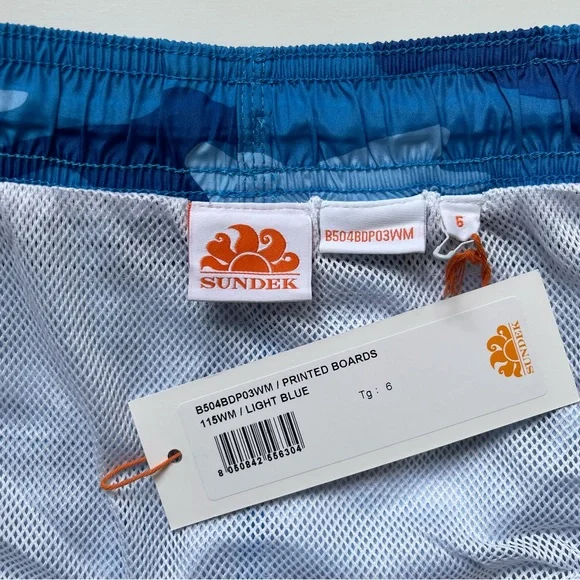 SUNDEK
B504BDP03WM
6
SUNDEK
B504BDP03WM / PRINTED BOARDS
115WM / LIGHT BLUE
Tg : 6
8 050842 556304